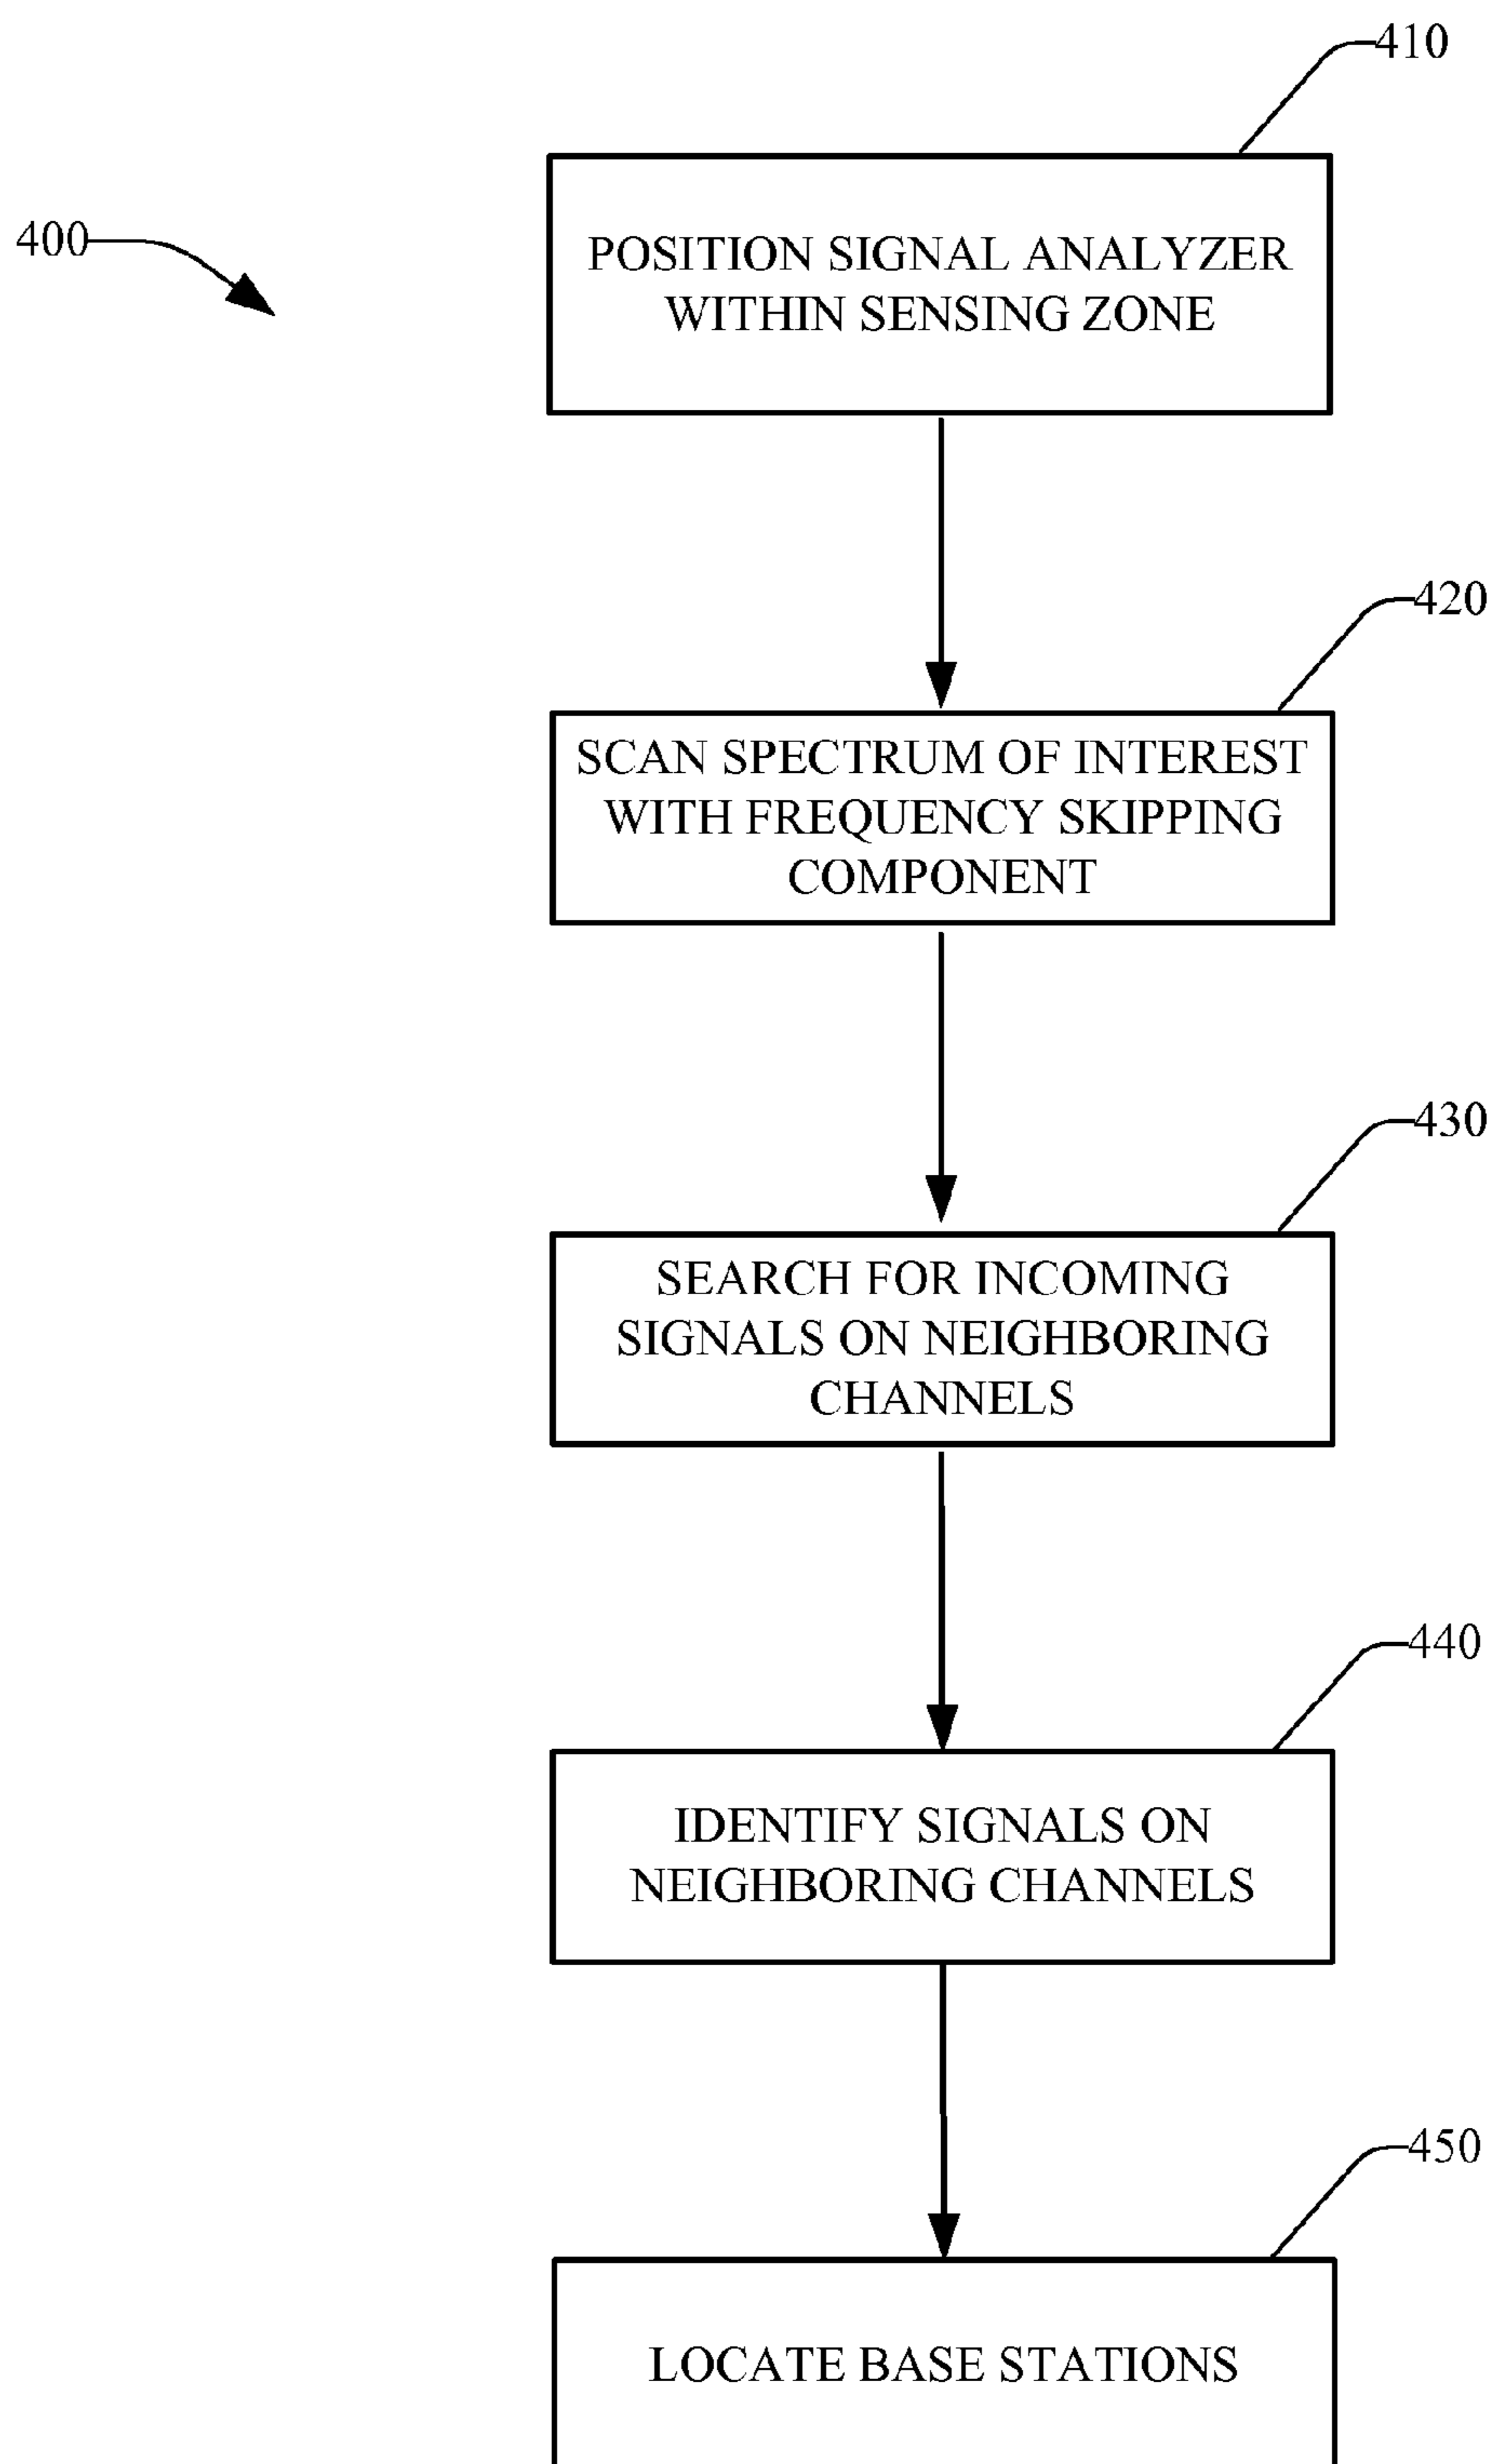 410
400
POSITION SIGNAL ANALYZER
WITHIN SENSING ZONE
420
SCAN SPECTRUM OF INTEREST
WITH FREQUENCY SKIPPING
COMPONENT
430
SEARCH FOR INCOMING
SIGNALS ON NEIGHBORING
CHANNELS
440
IDENTIFY SIGNALS ON
NEIGHBORING CHANNELS
450
LOCATE BASE STATIONS